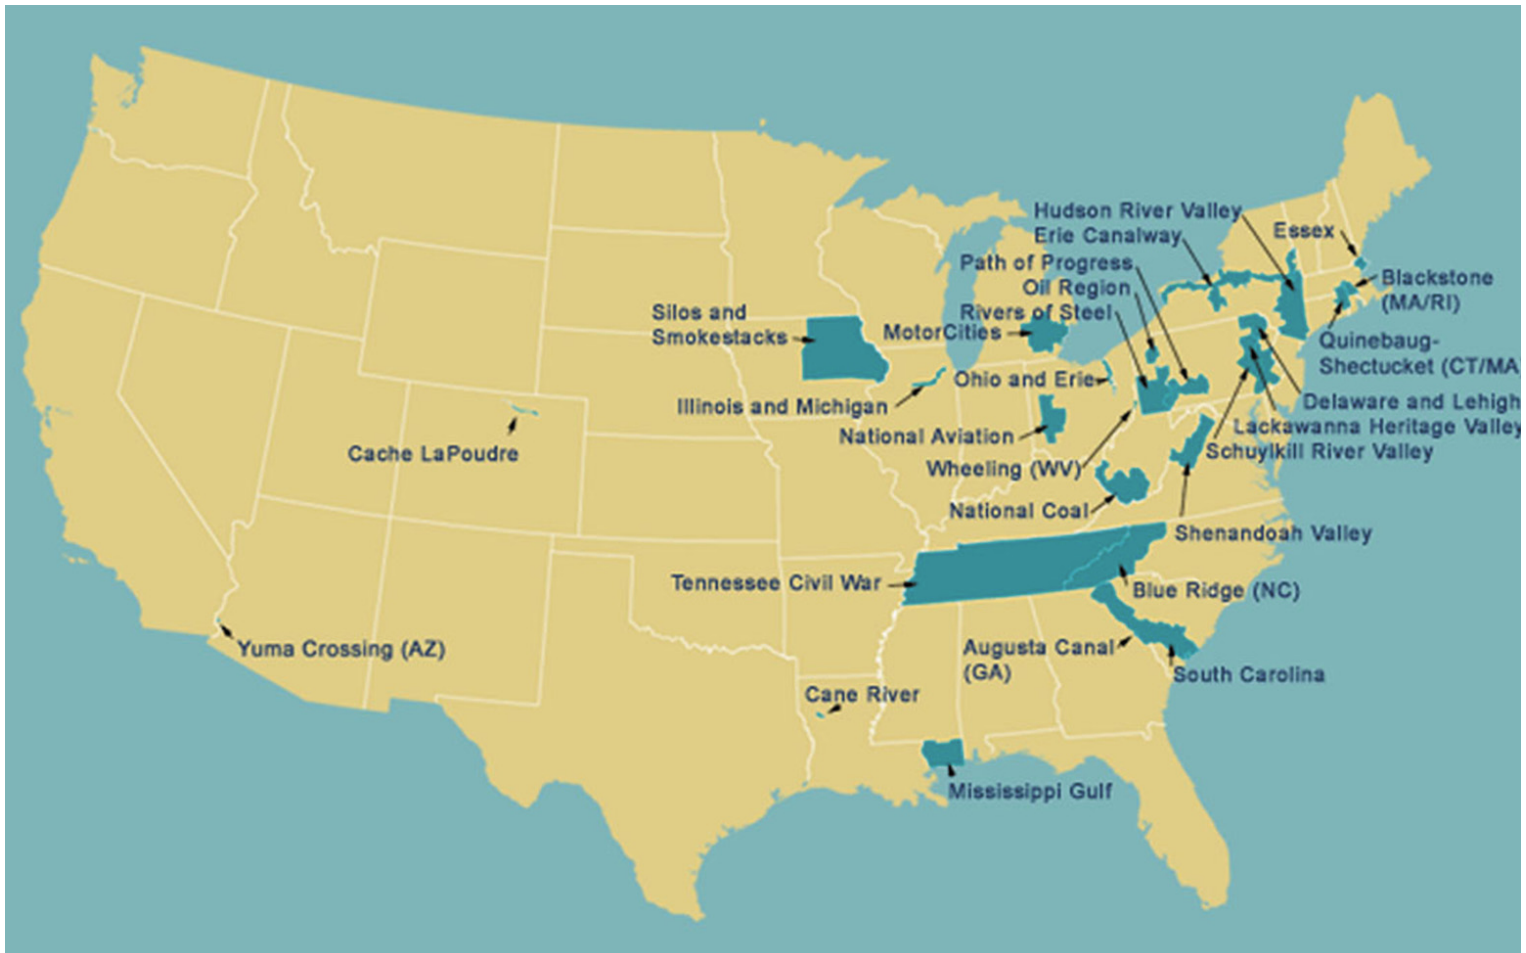 Hudson River Valley
Erie Canalway
Essex
Path of Progress
Oil Region
Rivers of Steel
MotorCities
Blackstone
(MA/RI)
Silos and
Smokestacks
Quinebaug-
Shectucket (CT/MA
Ohio and Erie
Illinois and Michigan
Delaware and Lehigh
Lackawanna Heritage Valley
Schuylkill River Valley
National Aviation
Cache LaPoudre
Wheeling (WV)
National Coal
Shenandoah Valley
Tennessee Civil War
Blue Ridge (NC)
Yuma Crossing (AZ)
Augusta Canal
(GA)
South Carolina
Cane River
Mississippi Gulf